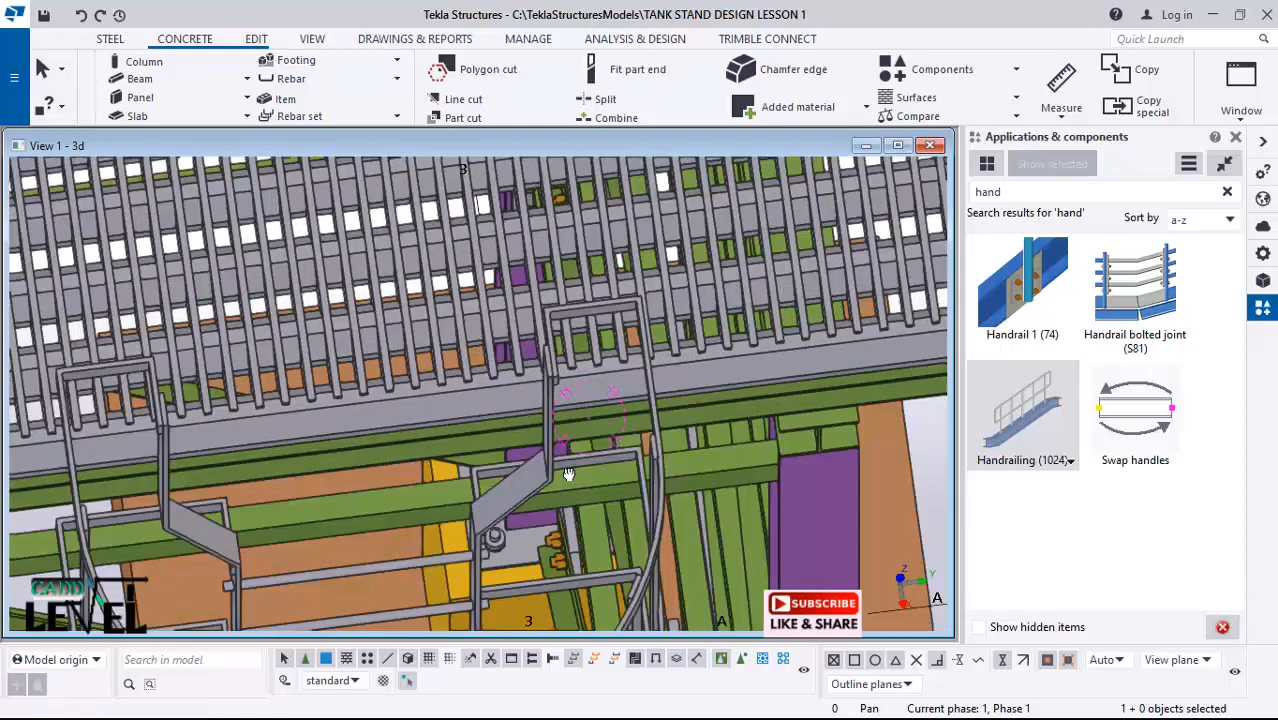 Tekla Structures - C:\TeklaStructuresModels\TANK STAND DESIGN LESSON 1
Log in
STEEL CONCRETE EDIT VIEW DRAWINGS & REPORTS MANAGE ANALYSIS & DESIGN TRIMBLE CONNECT
Quick Launch
Column
Beam
Panel
Slab
Footing
Rebar
Item
Rebar set
Polygon cut
Line cut
Part cut
Fit part end
Split
Combine
Chamfer edge
Added material
Components
Surfaces
Compare
Measure
Copy
Copy special
Window
View 1 - 3d
3
3
A
A
Z
Y
CADD
LEVEL
SUBSCRIBE
LIKE & SHARE
Applications & components
Show selected
hand
Search results for 'hand'
Sort by
a-z
Handrail 1 (74)
Handrail bolted joint (S81)
Handrailing (1024)
Swap handles
Show hidden items
Model origin
Search in model
standard
Auto
View plane
Outline planes
0 Pan Current phase: 1, Phase 1 1 + 0 objects selected